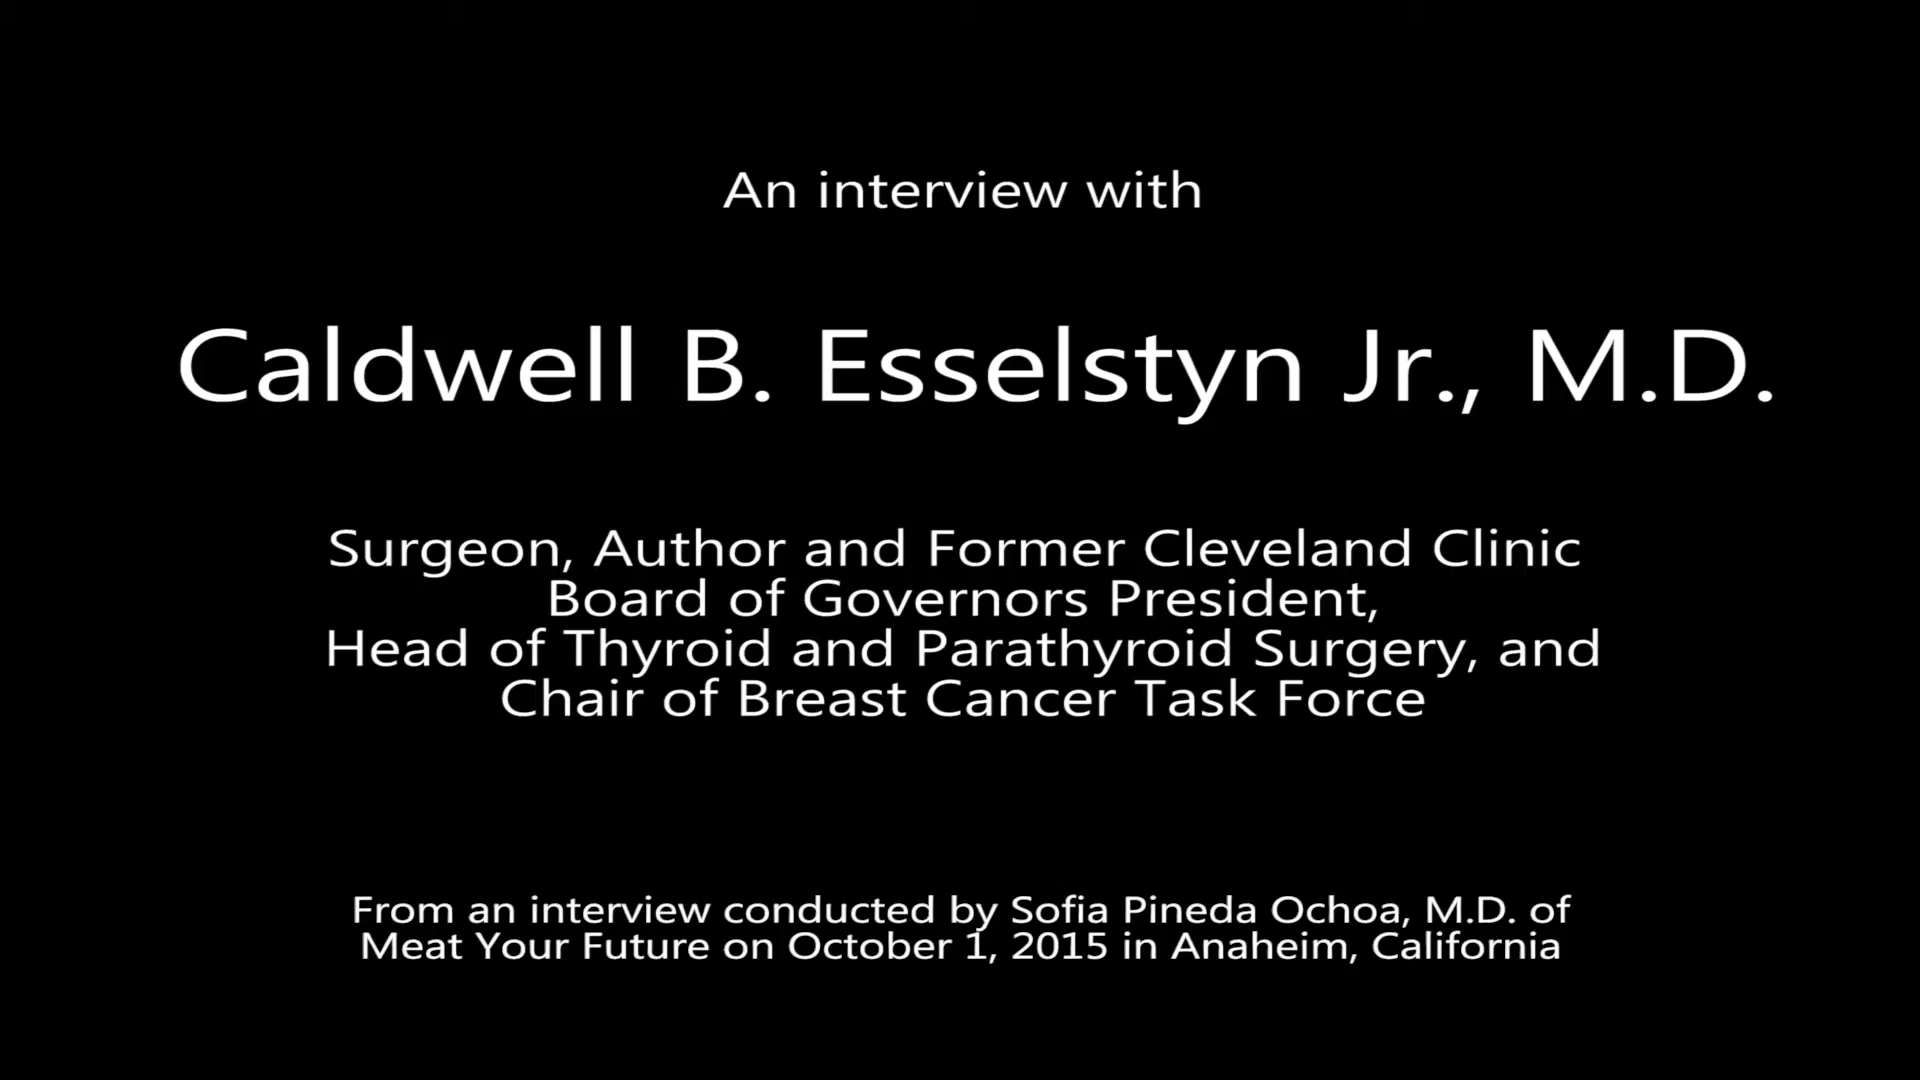 An interview with
Caldwell B. Esselstyn Jr., M.D.
Surgeon, Author and Former Cleveland Clinic
Board of Governors President,
Head of Thyroid and Parathyroid Surgery, and
Chair of Breast Cancer Task Force
From an interview conducted by Sofia Pineda Ochoa, M.D. of
Meat Your Future on October 1, 2015 in Anaheim, California